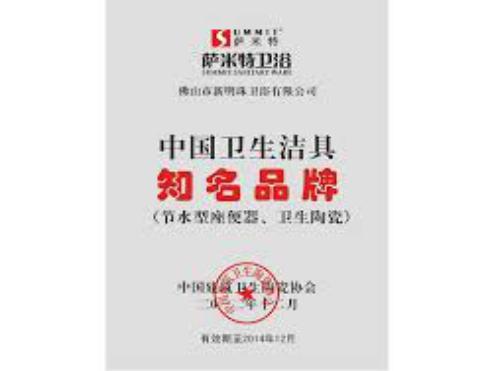 SUMMIT
萨米特
萨米特卫浴
SUMMIT SANITARY WARE
佛山市新明珠卫浴有限公司
中国卫生洁具
知名品牌
（节水型座便器、卫生陶瓷）
中国建筑卫生陶瓷协会
二〇一二年十二月
有效期至2014年12月